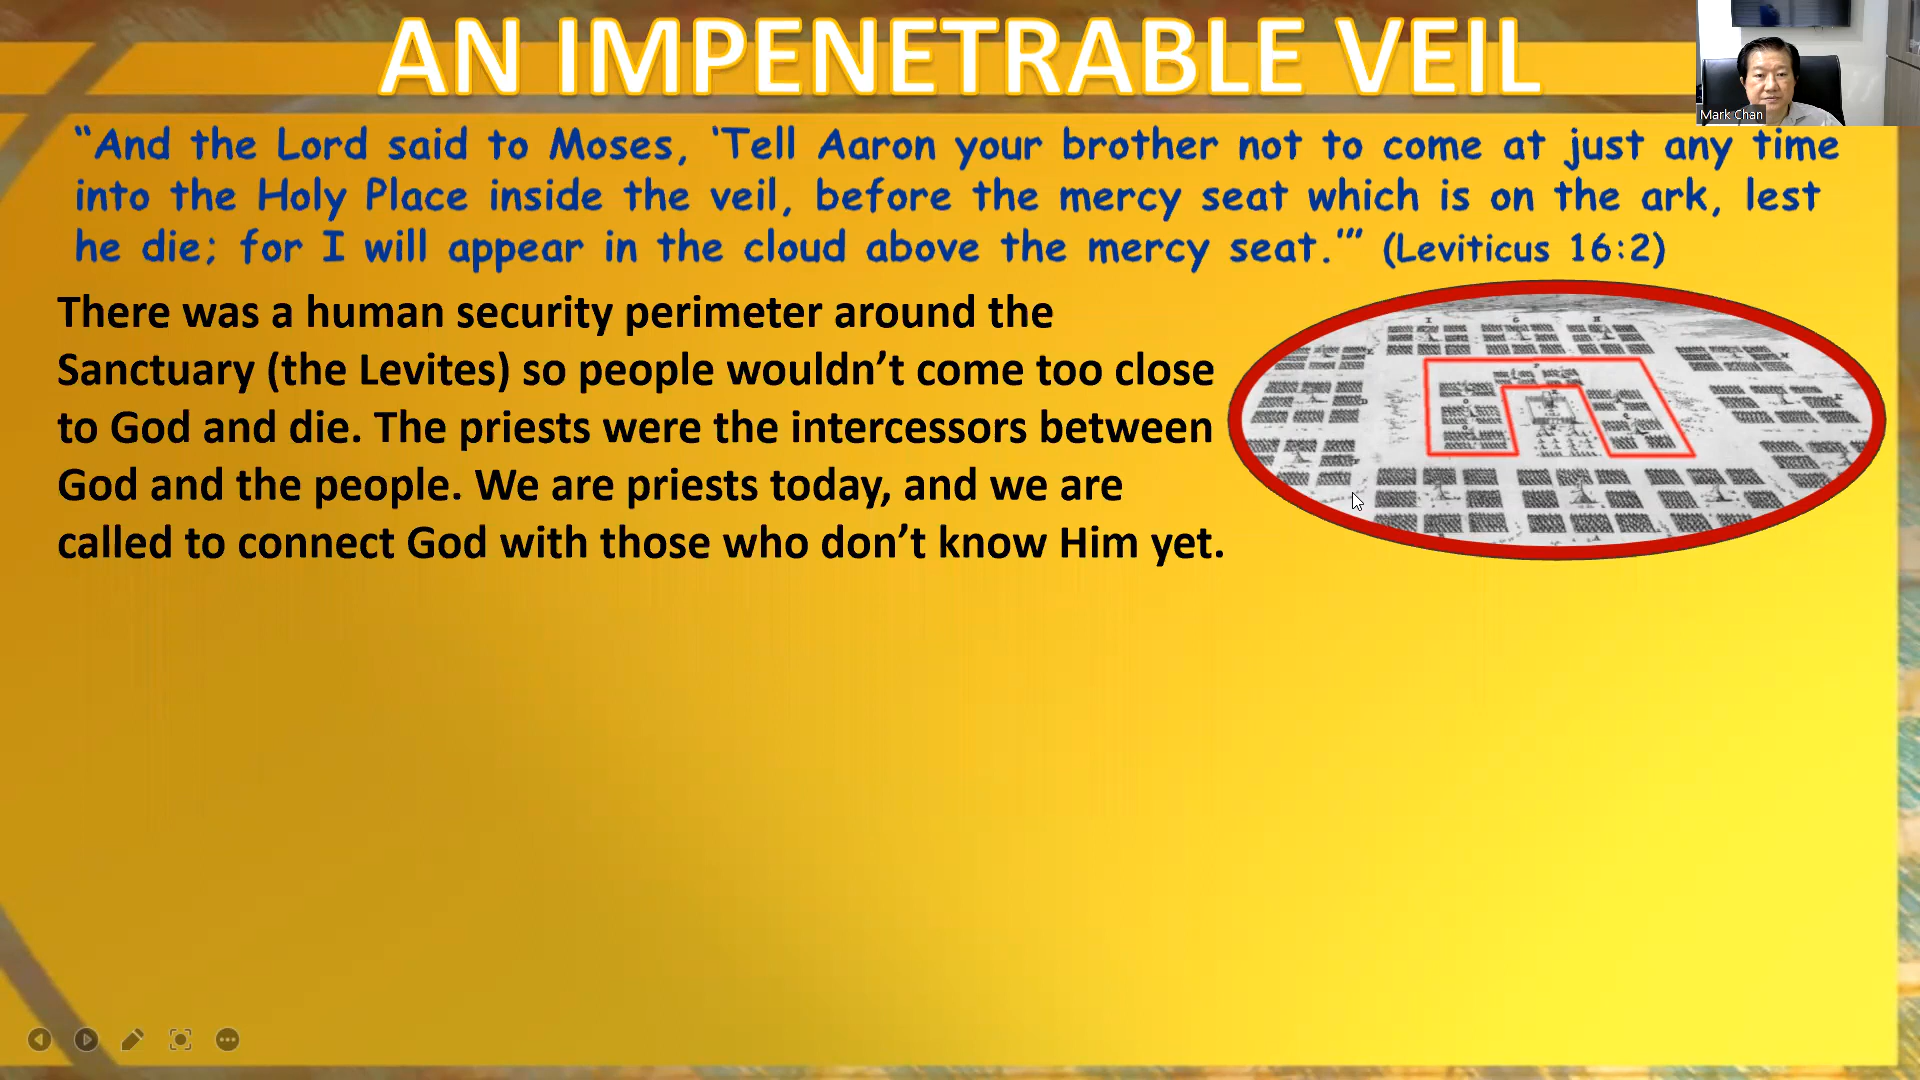 AN IMPENETRABLE VEIL
Mark Chan
“And the Lord said to Moses, ‘Tell Aaron your brother not to come at just any time
into the Holy Place inside the veil, before the mercy seat which is on the ark, lest
he die; for I will appear in the cloud above the mercy seat.’” (Leviticus 16:2)
There was a human security perimeter around the
Sanctuary (the Levites) so people wouldn’t come too close
to God and die. The priests were the intercessors between
God and the people. We are priests today, and we are
called to connect God with those who don’t know Him yet.